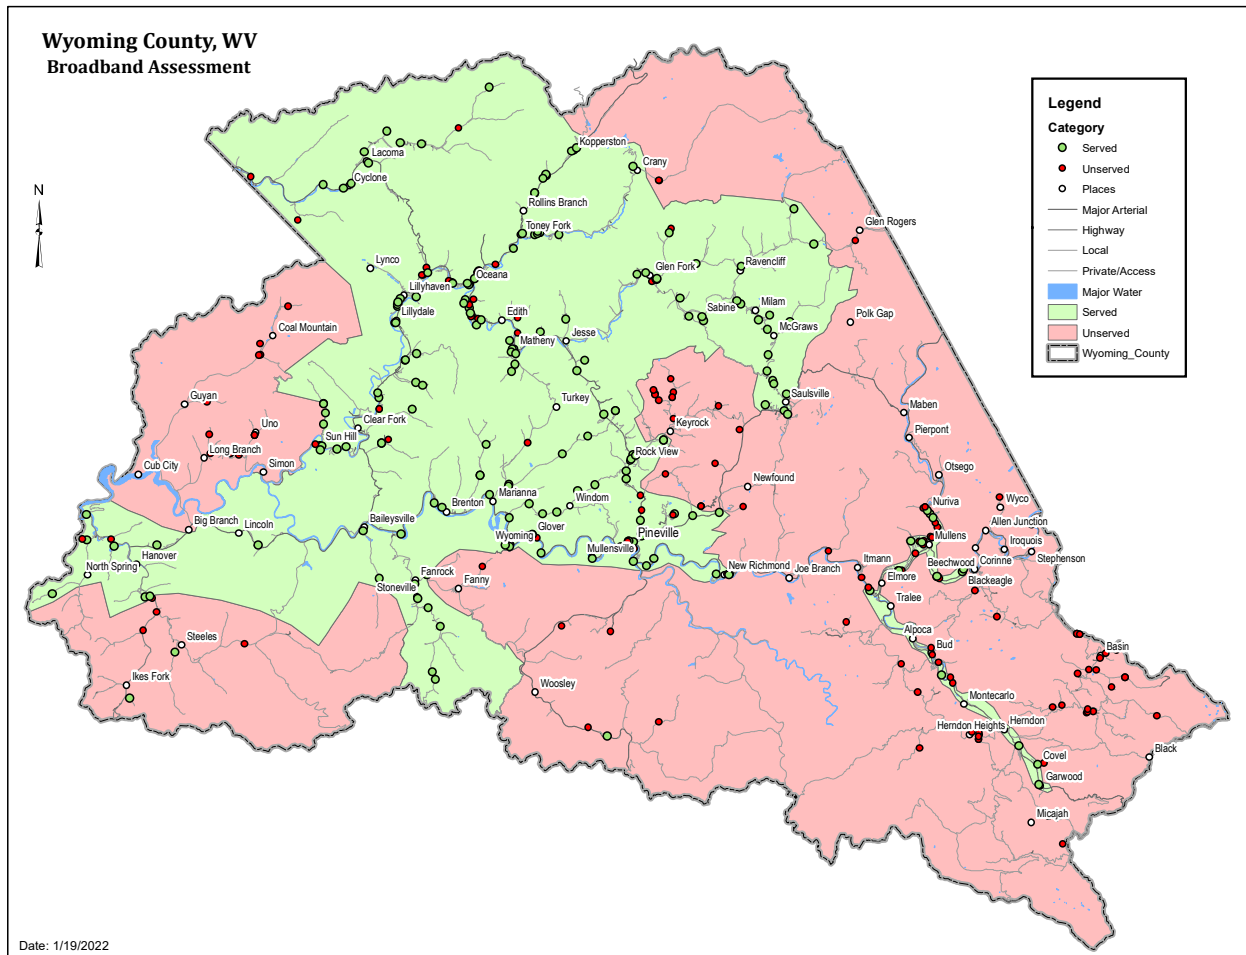 Wyoming County, WV
Broadband Assessment
N
Legend
Category
Served
Unserved
Places
Major Arterial
Highway
Local
Private/Access
Major Water
Served
Unserved
Wyoming_County
Kopperston
Lacoma
Crany
Cyclone
Rollins Branch
Glen Rogers
Toney Fork
Lynco
Oceana
Glen Fork
Ravencliff
Lillyhaven
Lillydale
Edith
Sabine
Milam
Polk Gap
Coal Mountain
Matheny
Jesse
McGraws
Guyan
Turkey
Saulsville
Maben
Uno
Clear Fork
Keyrock
Sun Hill
Pierpont
Long Branch
Rock View
Cub City
Simon
Newfound
Otsego
Brenton
Marianna
Windom
Nuriva
Wyco
Big Branch
Lincoln
Baileysville
Glover
Pineville
Allen Junction
Wyoming
Mullens
Hanover
Mullensville
Iroquois
Itmann
Beechwood
Corinne
Stephenson
North Spring
Fanrock
New Richmond
Joe Branch
Elmore
Blackeagle
Stoneville
Fanny
Tralee
Steeles
Alpoca
Bud
Basin
Ikes Fork
Woosley
Montecarlo
Herndon Heights
Herndon
Covel
Black
Garwood
Micajah
Date: 1/19/2022